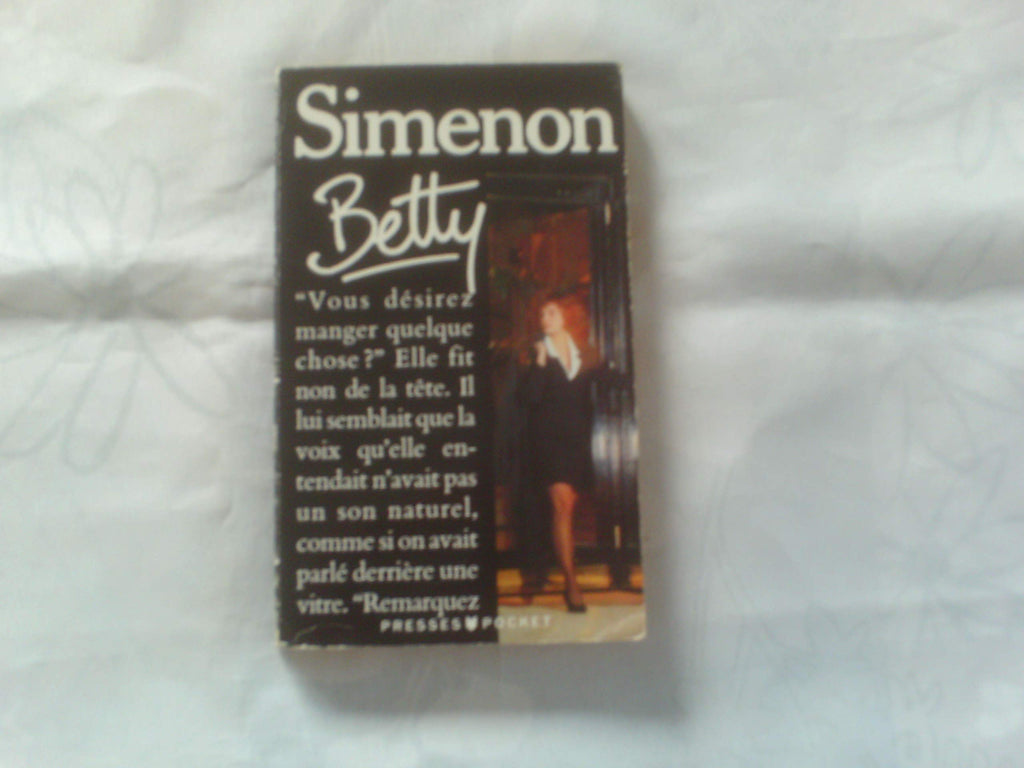 Simenon
Betty
"Vous désirez
manger quelque
chose ?" Elle fit
non de la tête. Il
lui semblait que la
voix qu'elle en-
tendait n'avait pas
un son naturel,
comme si on avait
parlé derrière une
vitre. "Remarquez
PRESSES POCKET